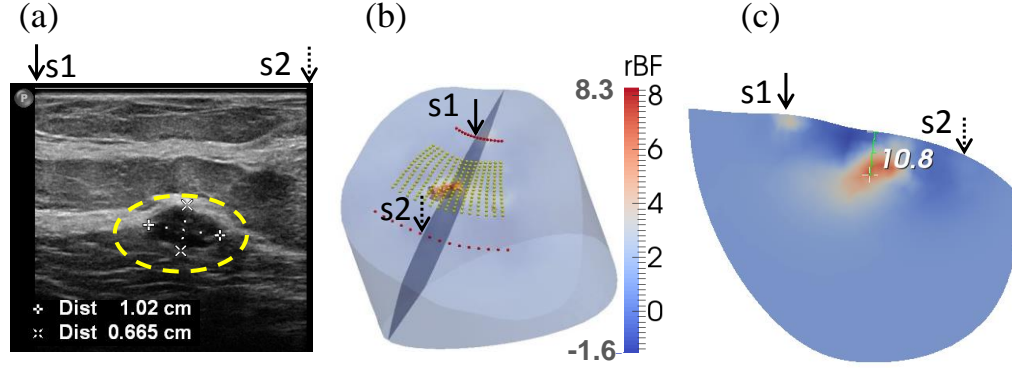 (a)
(b)
(c)
s1
s2
P
Dist 1.02 cm
Dist 0.665 cm
s1
s2
rBF
8.3
8
6
4
2
0
-1.6
s1
s2
10.8